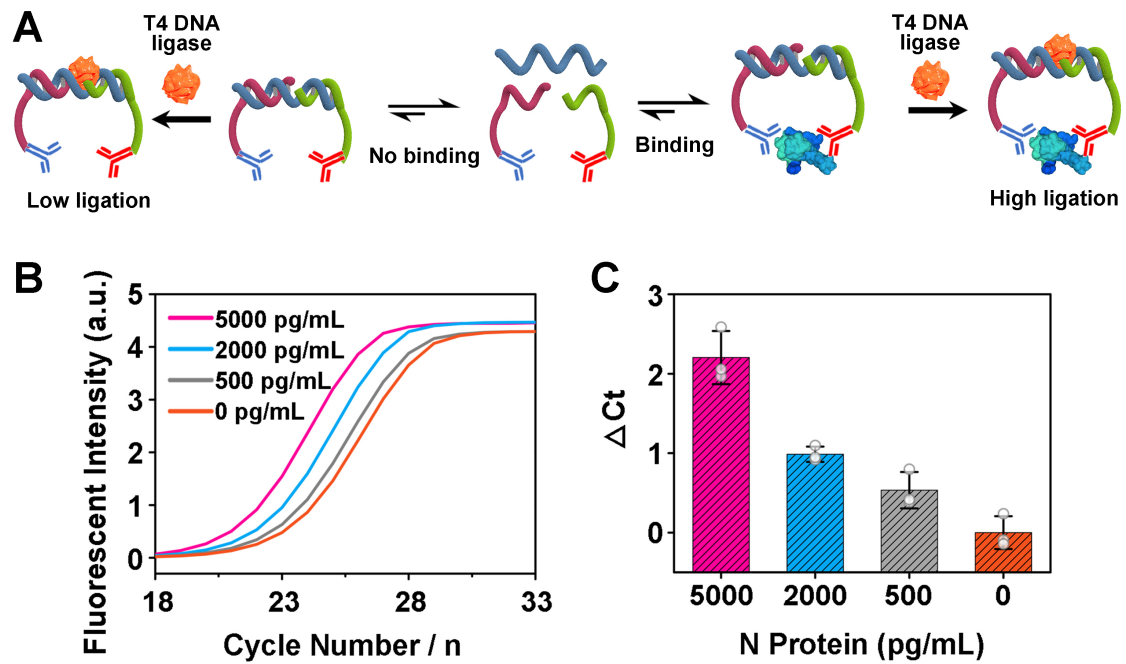 A
T4 DNA
ligase
T4 DNA
ligase
No binding
Binding
Low ligation
High ligation
B
Fluorescent Intensity (a.u.)
5
4
3
2
1
0
5000 pg/mL
2000 pg/mL
500 pg/mL
0 pg/mL
18
23
28
33
Cycle Number / n
C
△Ct
3
2
1
0
5000
2000
500
0
N Protein (pg/mL)